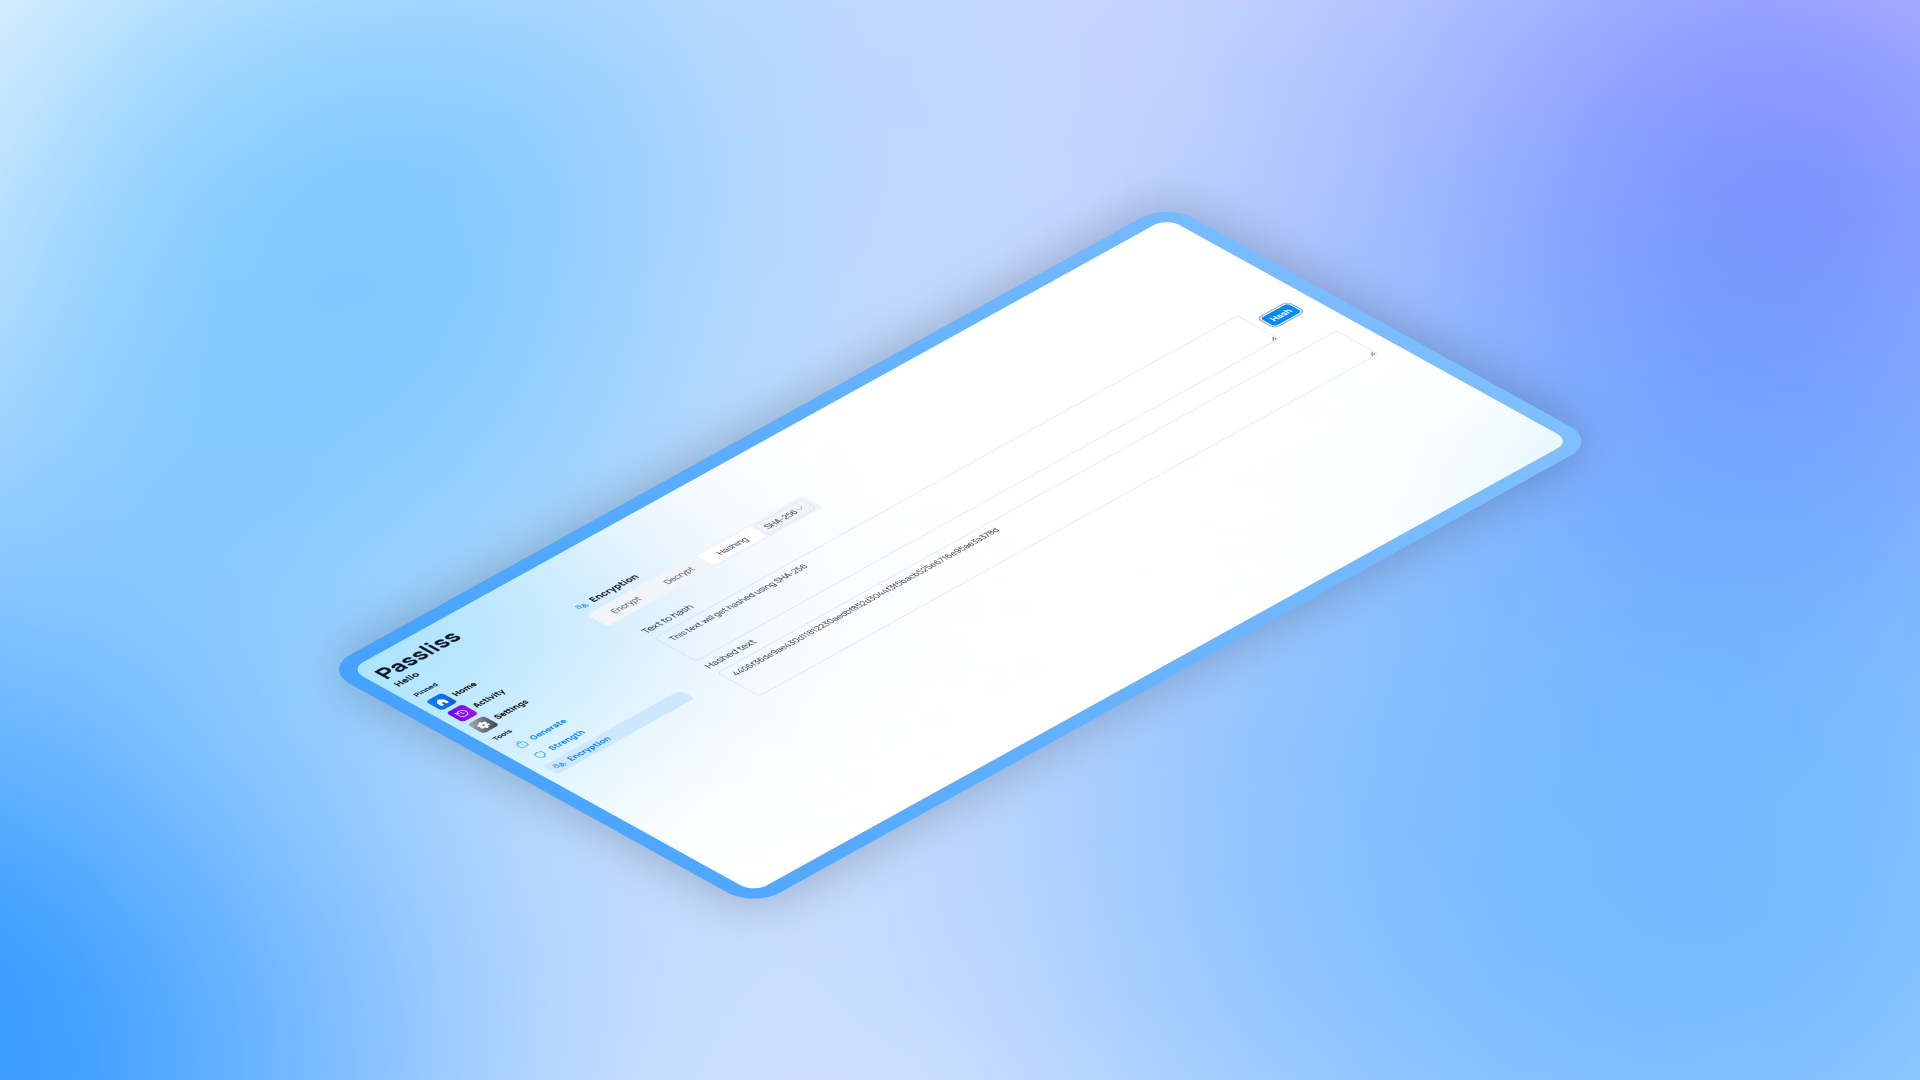 Passliss
Hello
Pinned
Home
Activity
Settings
Tools
Generate
Strength
Encryption
Encryption
Encrypt
Decrypt
Hashing
SHA-256
Text to hash
This text will get hashed using SHA-256
Hash
Hashed text